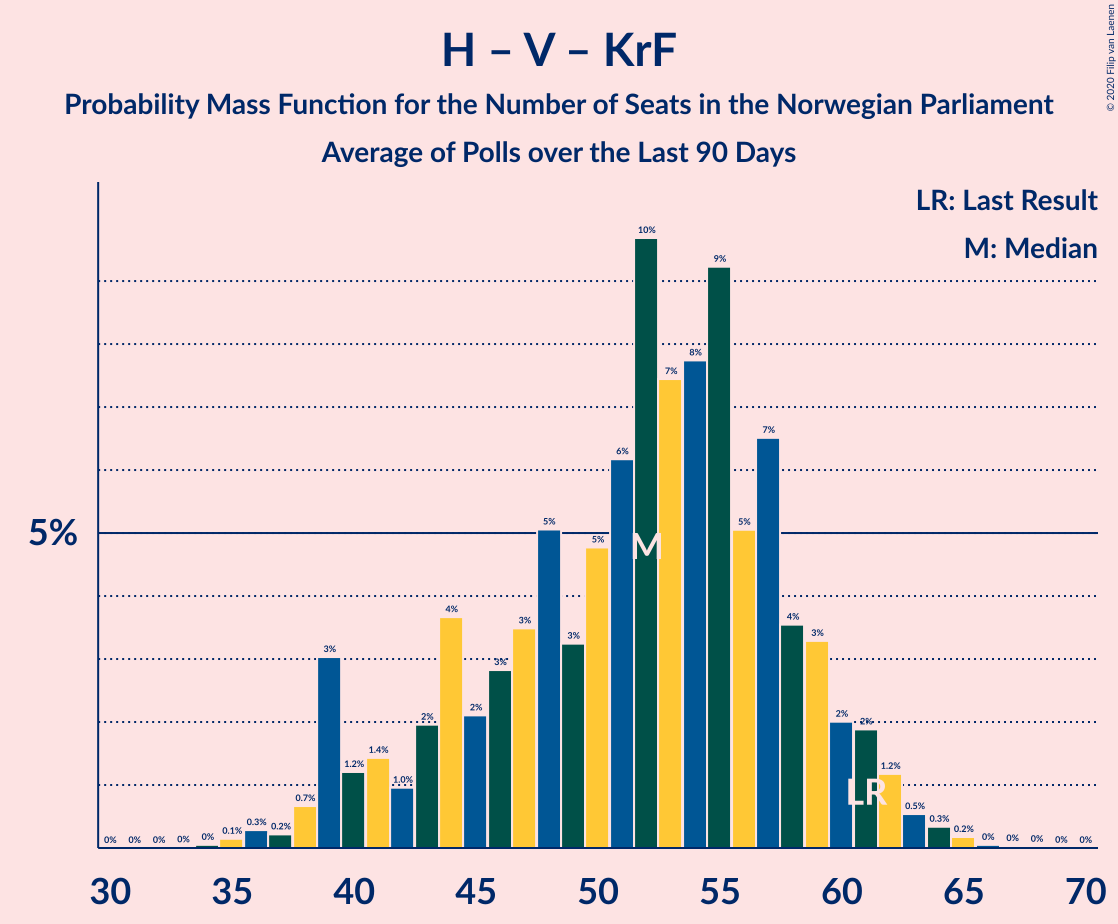 H – V – KrF
Probability Mass Function for the Number of Seats in the Norwegian Parliament
Average of Polls over the Last 90 Days
© 2020 Filip van Laenen
LR: Last Result
M: Median
5%
0% 0% 0% 0% 0% 0.1% 0.3% 0.2% 0.7% 3% 1.2% 1.4% 1.0% 2% 4% 2% 3% 3% 5% 3% 5% 6% 10% 7% 8% 9% 5% 7% 4% 3% 2% 2% 1.2% 0.5% 0.3% 0.2% 0% 0% 0% 0% 0%
M
LR
30 35 40 45 50 55 60 65 70